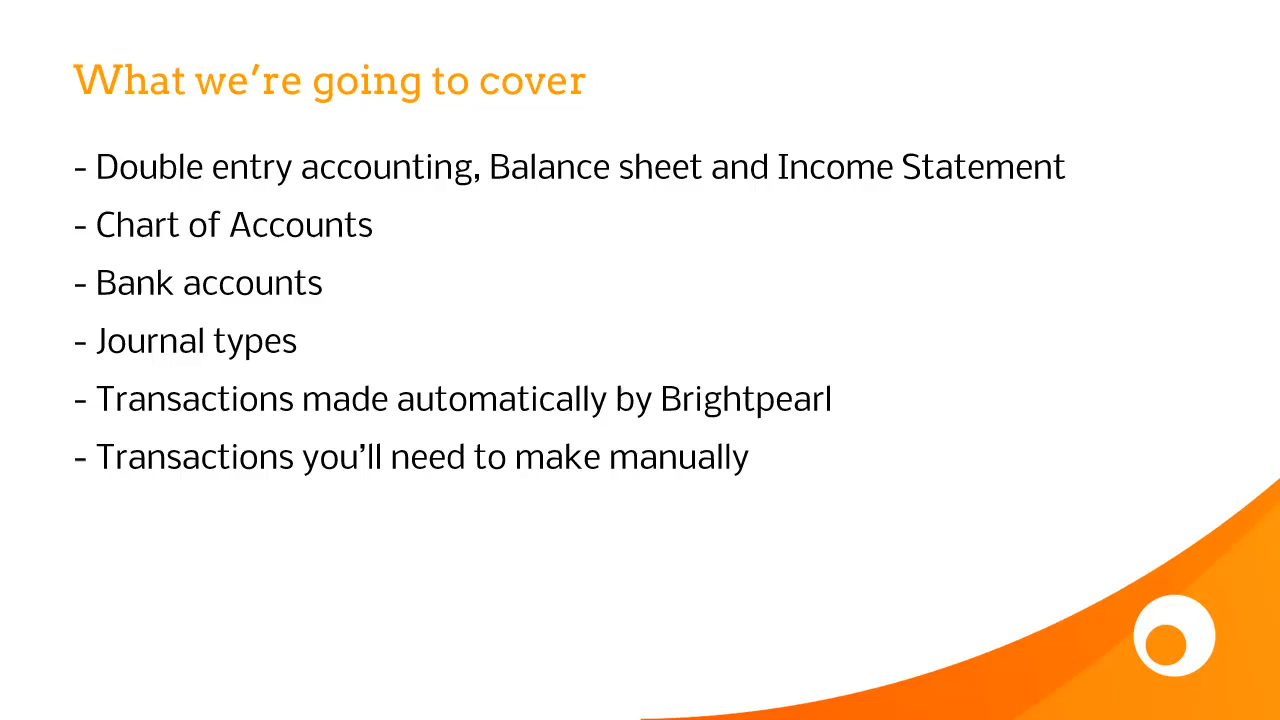 What we’re going to cover
- Double entry accounting, Balance sheet and Income Statement
- Chart of Accounts
- Bank accounts
- Journal types
- Transactions made automatically by Brightpearl
- Transactions you’ll need to make manually